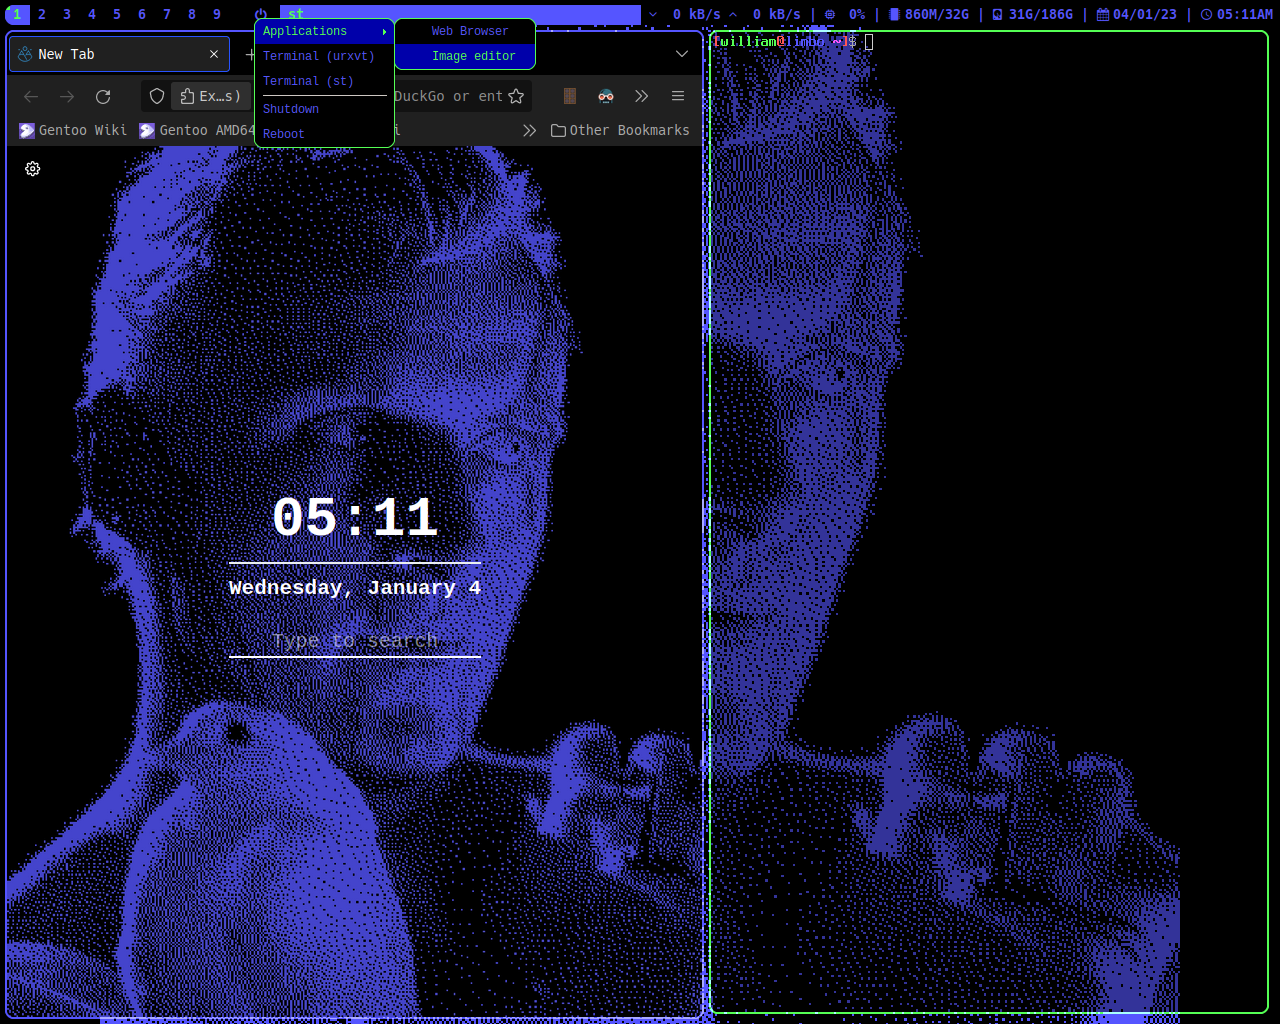 1 2 3 4 5 6 7 8 9 st 0 kB/s 0 kB/s | 0% | 860M/32G | 31G/186G | 04/01/23 | 05:11AM
Applications
Terminal (urxvt)
Terminal (st)
Shutdown
Reboot
Web Browser
Image editor
New Tab
Ex…s)
DuckGo or ent
Gentoo Wiki Gentoo AMD64 i Other Bookmarks
05:11
Wednesday, January 4
Type to search
[william@limbo ~]$